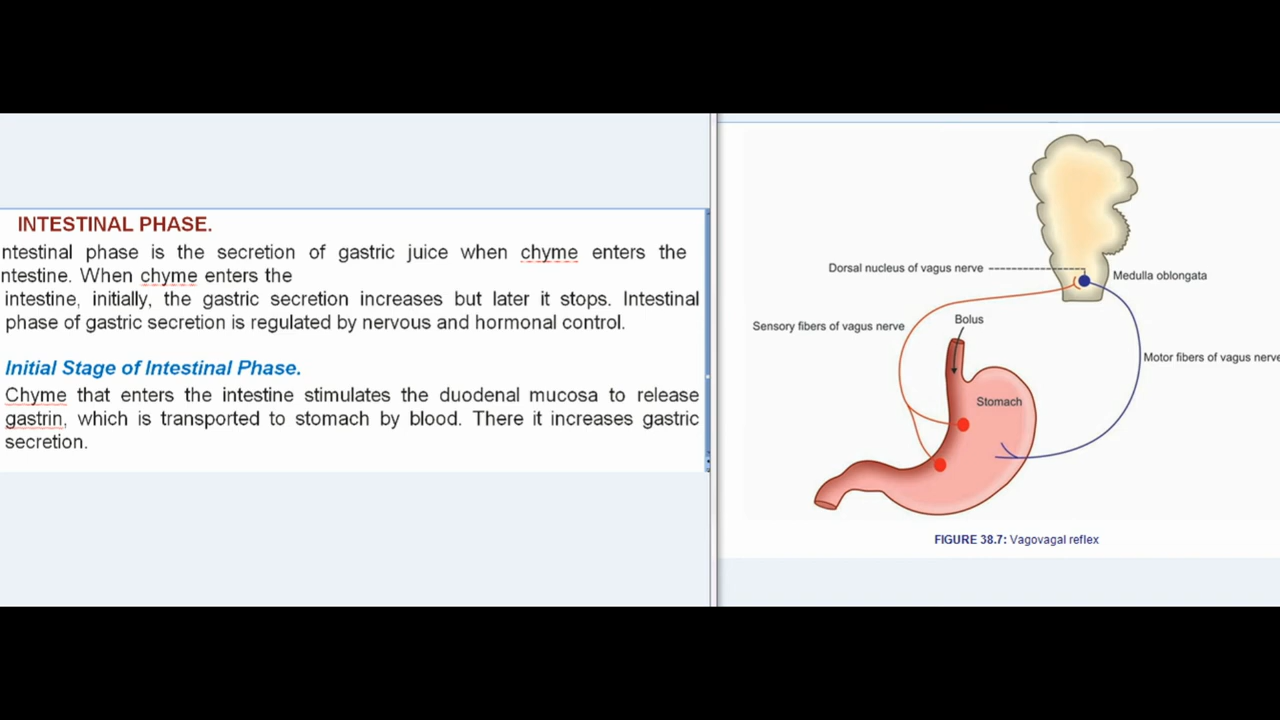 INTESTINAL PHASE.
ntestinal phase is the secretion of gastric juice when chyme enters the
ntestine. When chyme enters the
intestine, initially, the gastric secretion increases but later it stops. Intestinal
phase of gastric secretion is regulated by nervous and hormonal control.
Initial Stage of Intestinal Phase.
Chyme that enters the intestine stimulates the duodenal mucosa to release
gastrin, which is transported to stomach by blood. There it increases gastric
secretion.
Dorsal nucleus of vagus nerve
Medulla oblongata
Sensory fibers of vagus nerve
Bolus
Motor fibers of vagus nerve
Stomach
FIGURE 38.7: Vagovagal reflex